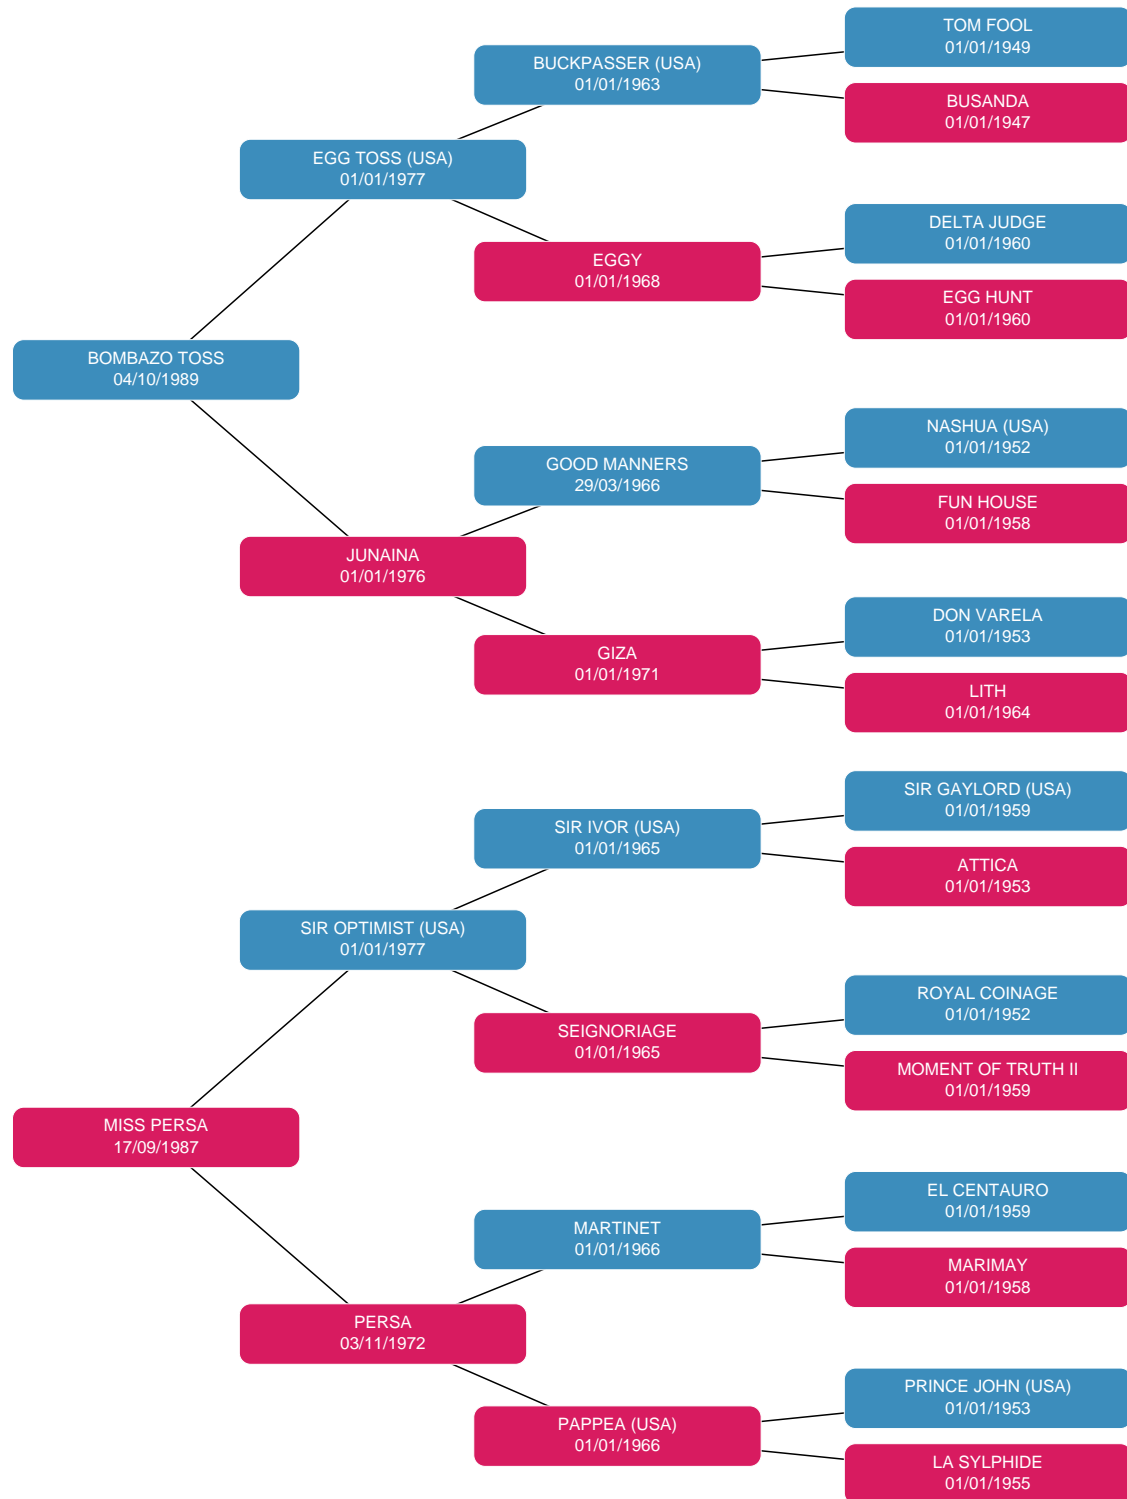 TOM FOOL
01/01/1949
BUCKPASSER (USA)
01/01/1963
BUSANDA
01/01/1947
EGG TOSS (USA)
01/01/1977
DELTA JUDGE
01/01/1960
EGGY
01/01/1968
EGG HUNT
01/01/1960
BOMBAZO TOSS
04/10/1989
NASHUA (USA)
01/01/1952
GOOD MANNERS
29/03/1966
FUN HOUSE
01/01/1958
JUNAINA
01/01/1976
DON VARELA
01/01/1953
GIZA
01/01/1971
LITH
01/01/1964
SIR GAYLORD (USA)
01/01/1959
SIR IVOR (USA)
01/01/1965
ATTICA
01/01/1953
SIR OPTIMIST (USA)
01/01/1977
ROYAL COINAGE
01/01/1952
SEIGNORIAGE
01/01/1965
MOMENT OF TRUTH II
01/01/1959
MISS PERSA
17/09/1987
EL CENTAURO
01/01/1959
MARTINET
01/01/1966
MARIMAY
01/01/1958
PERSA
03/11/1972
PRINCE JOHN (USA)
01/01/1953
PAPPEA (USA)
01/01/1966
LA SYLPHIDE
01/01/1955